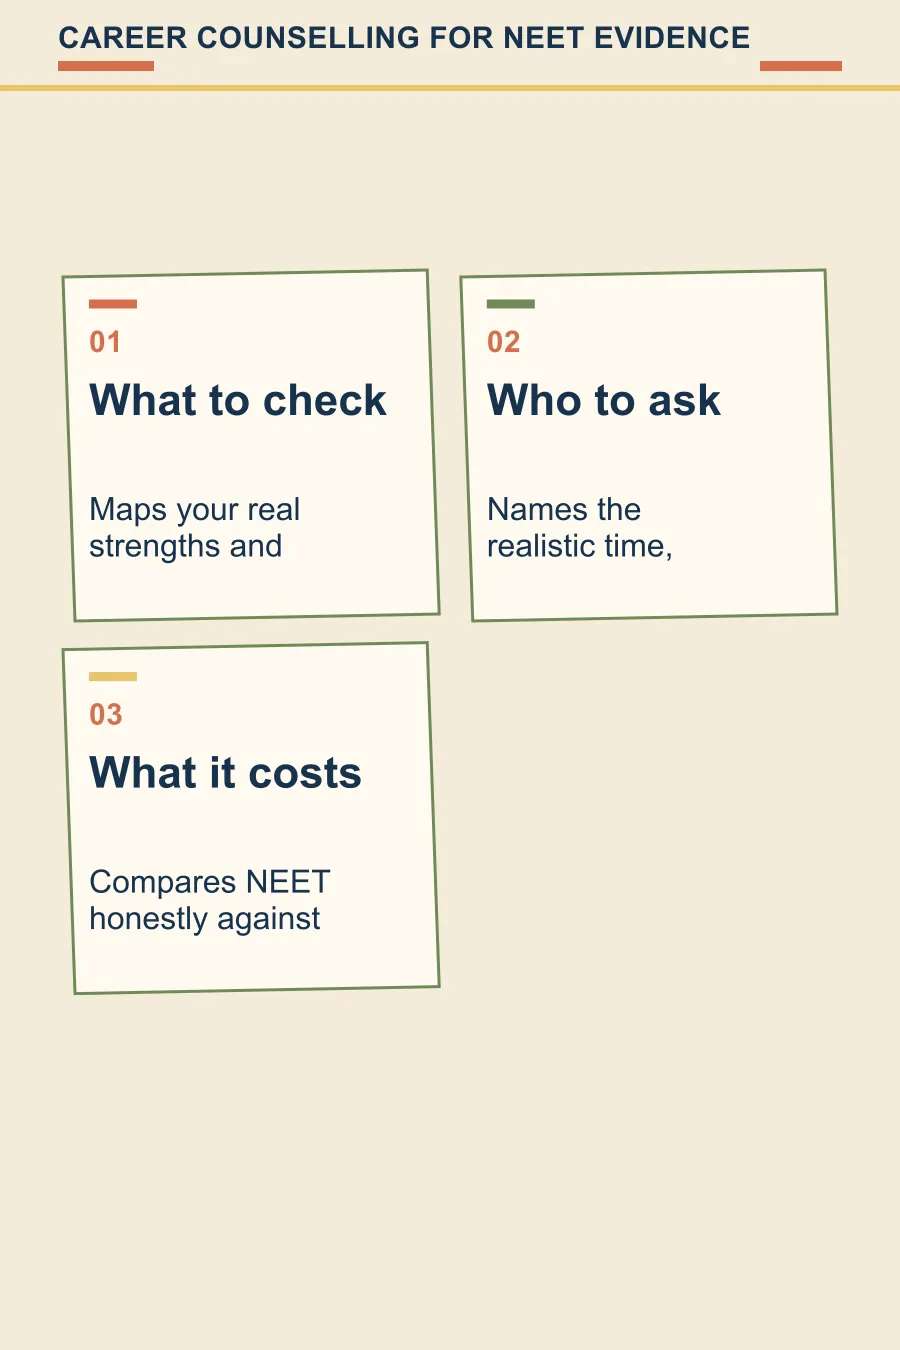 CAREER COUNSELLING FOR NEET EVIDENCE
01
What to check
Maps your real
strengths and
02
Who to ask
Names the
realistic time,
03
What it costs
Compares NEET
honestly against